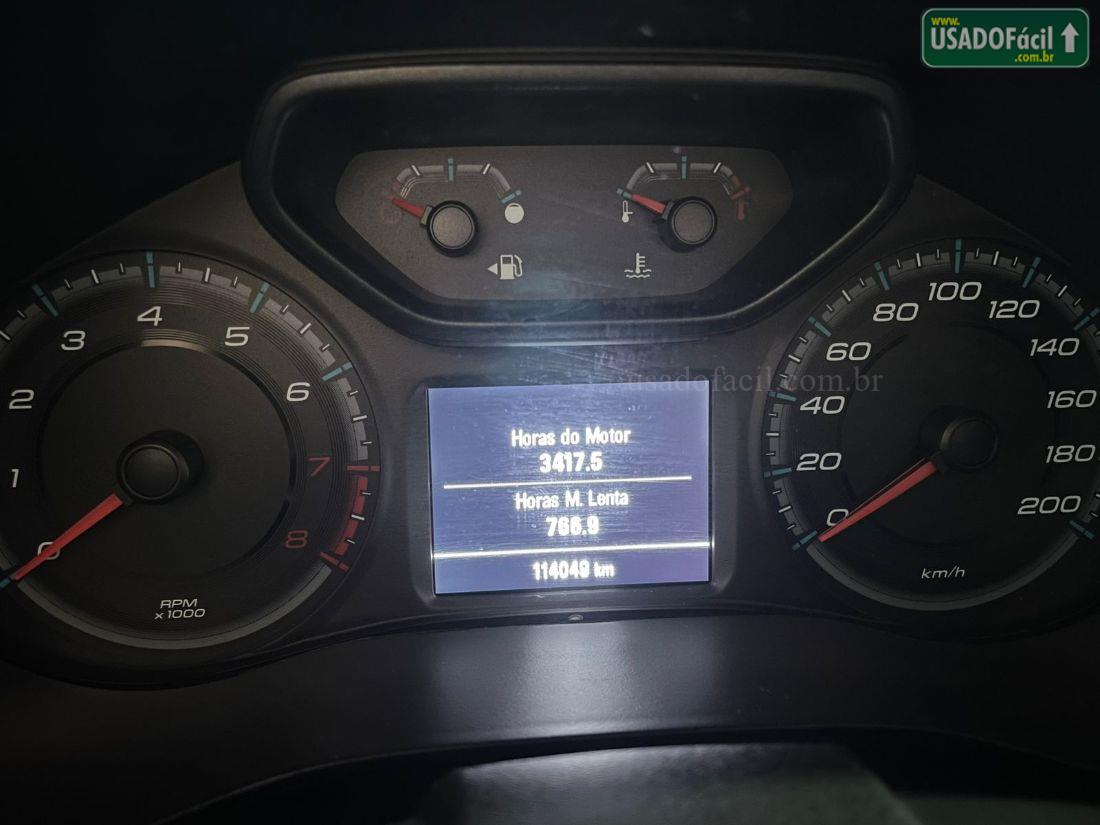 www.
USADOFácil
.com.br
usadofacil.com.br
1
2
3
4
5
6
7
8
0
RPM
x1000
0
20
40
60
80
100
120
140
160
180
200
km/h
Horas do Motor
3417.5
Horas M. Lenta
766.9
114049 km